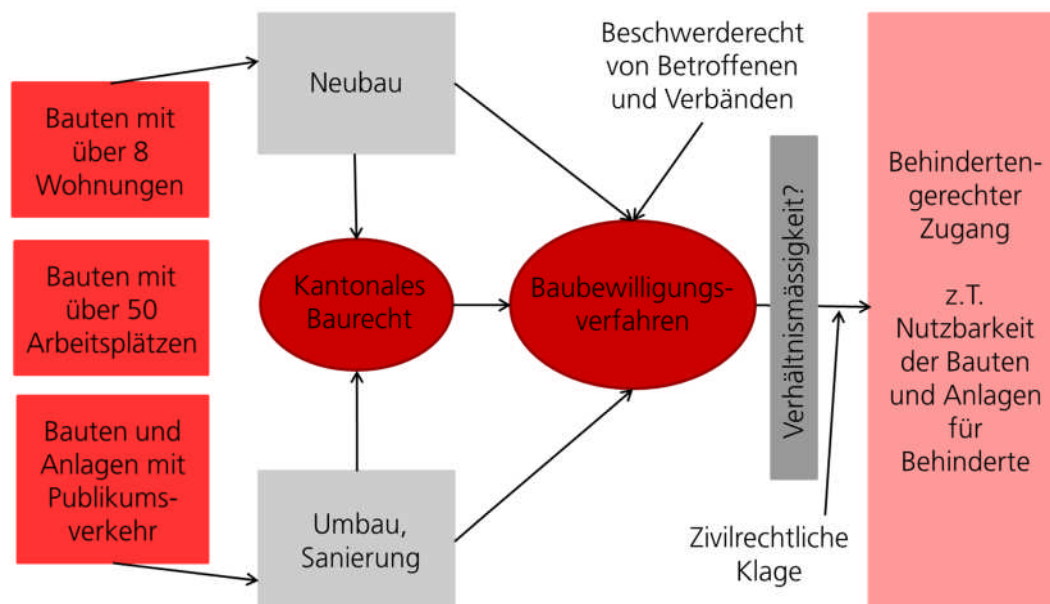 Bauten mit
über 8
Wohnungen
Bauten mit
über 50
Arbeitsplätzen
Bauten und
Anlagen mit
Publikums-
verkehr
Neubau
Kantonales
Baurecht
Umbau,
Sanierung
Beschwerderecht
von Betroffenen
und Verbänden
Baubewilligungs-
verfahren
Verhältnismässigkeit?
Zivilrechtliche
Klage
Behinderten-
gerechter
Zugang
z.T.
Nutzbarkeit
der Bauten
und Anlagen
für
Behinderte